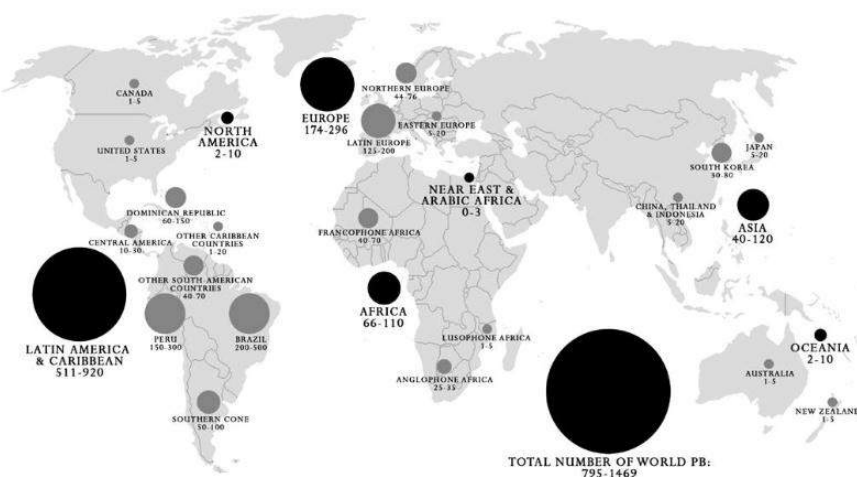 CANADA
1-5
NORTH
AMERICA
2-10
UNITED STATES
1-5
DOMINICAN REPUBLIC
60-150
CENTRAL AMERICA
10-30
OTHER CARIBBEAN
COUNTRIES
1-20
OTHER SOUTH AMERICAN
COUNTRIES
40-70
LATIN AMERICA
& CARIBBEAN
511-920
PERU
150-300
BRAZIL
200-500
SOUTHERN CONE
50-100
EUROPE
174-296
NORTHERN EUROPE
44-76
LATIN EUROPE
125-200
EASTERN EUROPE
5-20
NEAR EAST &
ARABIC AFRICA
0-3
FRANCOPHONE AFRICA
40-70
AFRICA
66-110
LUSOPHONE AFRICA
1-5
ANGLOPHONE AFRICA
25-35
JAPAN
5-20
SOUTH KOREA
30-80
CHINA, THAILAND
& INDONESIA
5-20
ASIA
40-120
OCEANIA
2-10
AUSTRALIA
1-5
NEW ZEALAND
1-5
TOTAL NUMBER OF WORLD PB:
795-1469